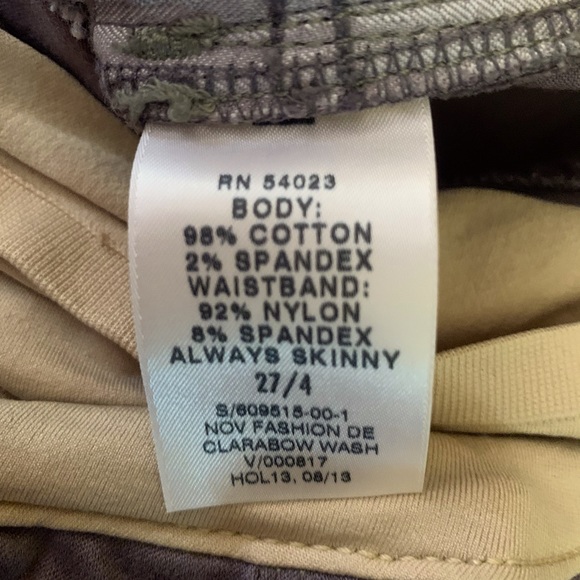 RN 54023
BODY:
98% COTTON
2% SPANDEX
WAISTBAND:
92% NYLON
8% SPANDEX
ALWAYS SKINNY
27/4
S/609515-00-1
NOV FASHION DE
CLARABOW WASH
V/000817
HOL13, 08/13